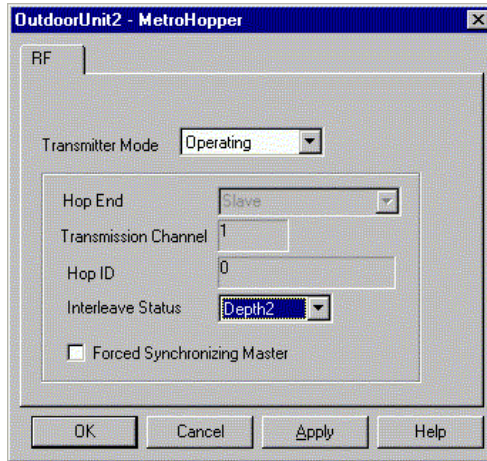 OutdoorUnit2 - MetroHopper
RF
Transmitter Mode Operating
Hop End Slave
Transmission Channel 1
Hop ID 0
Interleave Status Depth2
Forced Synchronizing Master
OK Cancel Apply Help